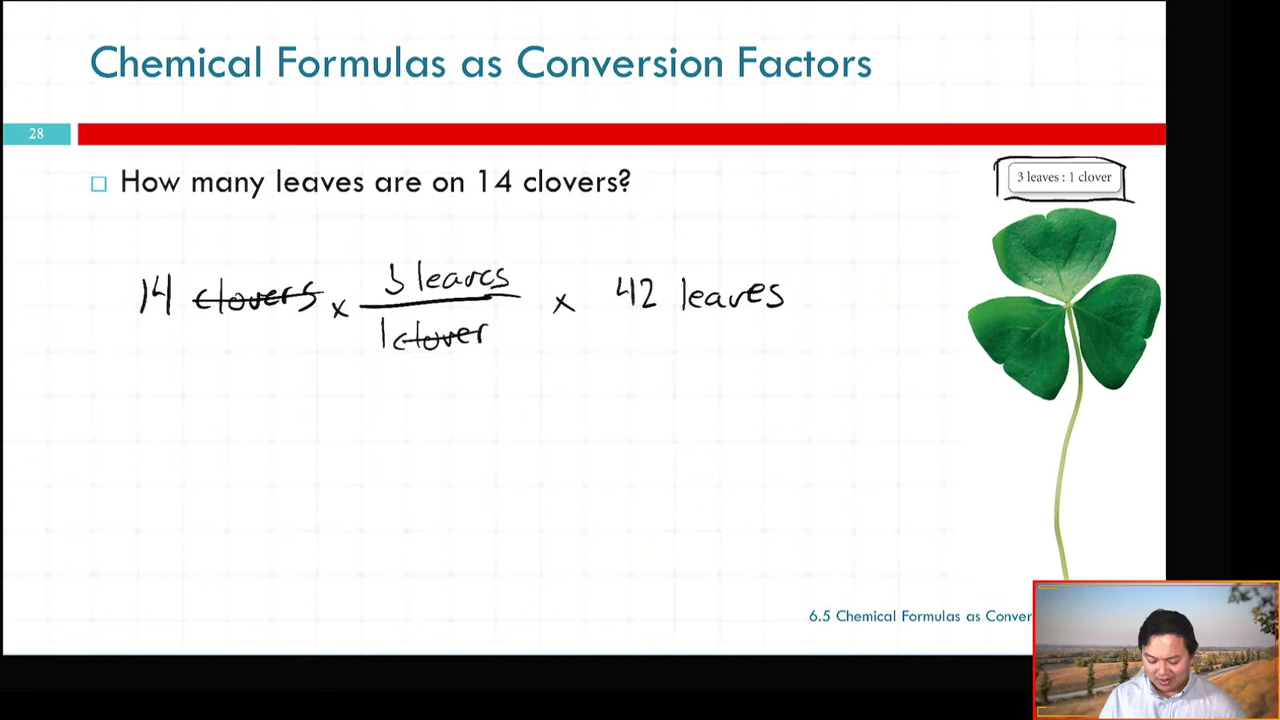 Chemical Formulas as Conversion Factors
28
How many leaves are on 14 clovers?
3 leaves : 1 clover
14 clovers x 3 leaves x 42 leaves
1 clover
6.5 Chemical Formulas as Conver